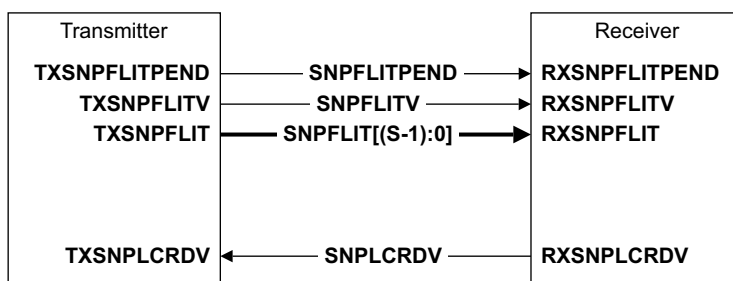 Transmitter Receiver
TXSNPFLITPEND SNPFLITPEND RXSNPFLITPEND
TXSNPFLITV SNPFLITV RXSNPFLITV
TXSNPFLIT SNPFLIT[(S-1):0] RXSNPFLIT
TXSNPLCRDV SNPLCRDV RXSNPLCRDV